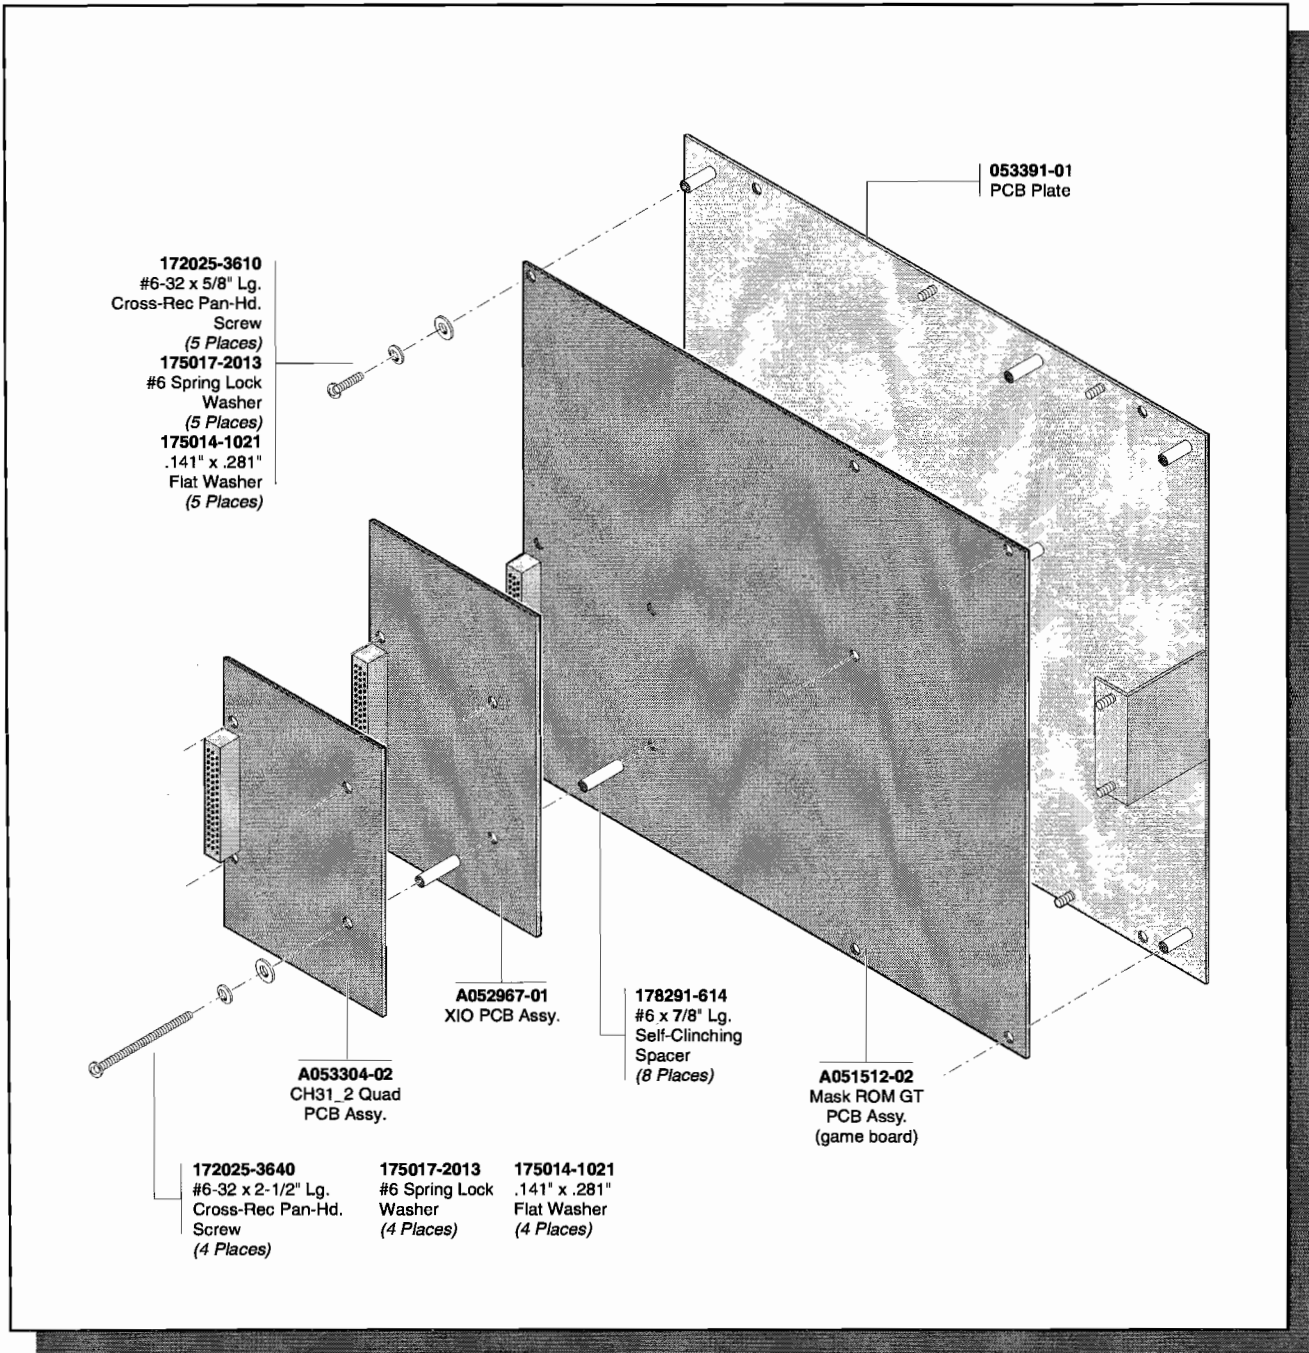 053391-01
PCB Plate
172025-3610
#6-32 x 5/8" Lg.
Cross-Rec Pan-Hd.
Screw
(5 Places)
175017-2013
#6 Spring Lock
Washer
(5 Places)
175014-1021
.141" x .281"
Flat Washer
(5 Places)
A053304-02
CH31_2 Quad
PCB Assy.
A052967-01
XIO PCB Assy.
178291-614
#6 x 7/8" Lg.
Self-Clinching
Spacer
(8 Places)
A051512-02
Mask ROM GT
PCB Assy.
(game board)
172025-3640
#6-32 x 2-1/2" Lg.
Cross-Rec Pan-Hd.
Screw
(4 Places)
175017-2013
#6 Spring Lock
Washer
(4 Places)
175014-1021
.141" x .281"
Flat Washer
(4 Places)